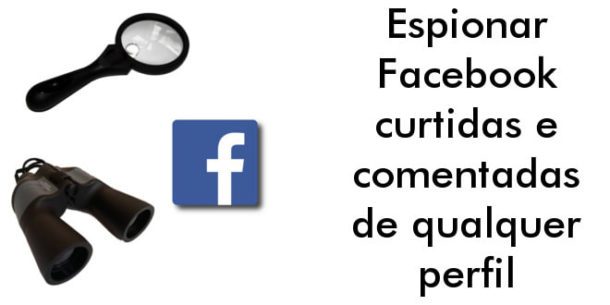 Espionar
Facebook
curtidas e
comentadas
de qualquer
perfil